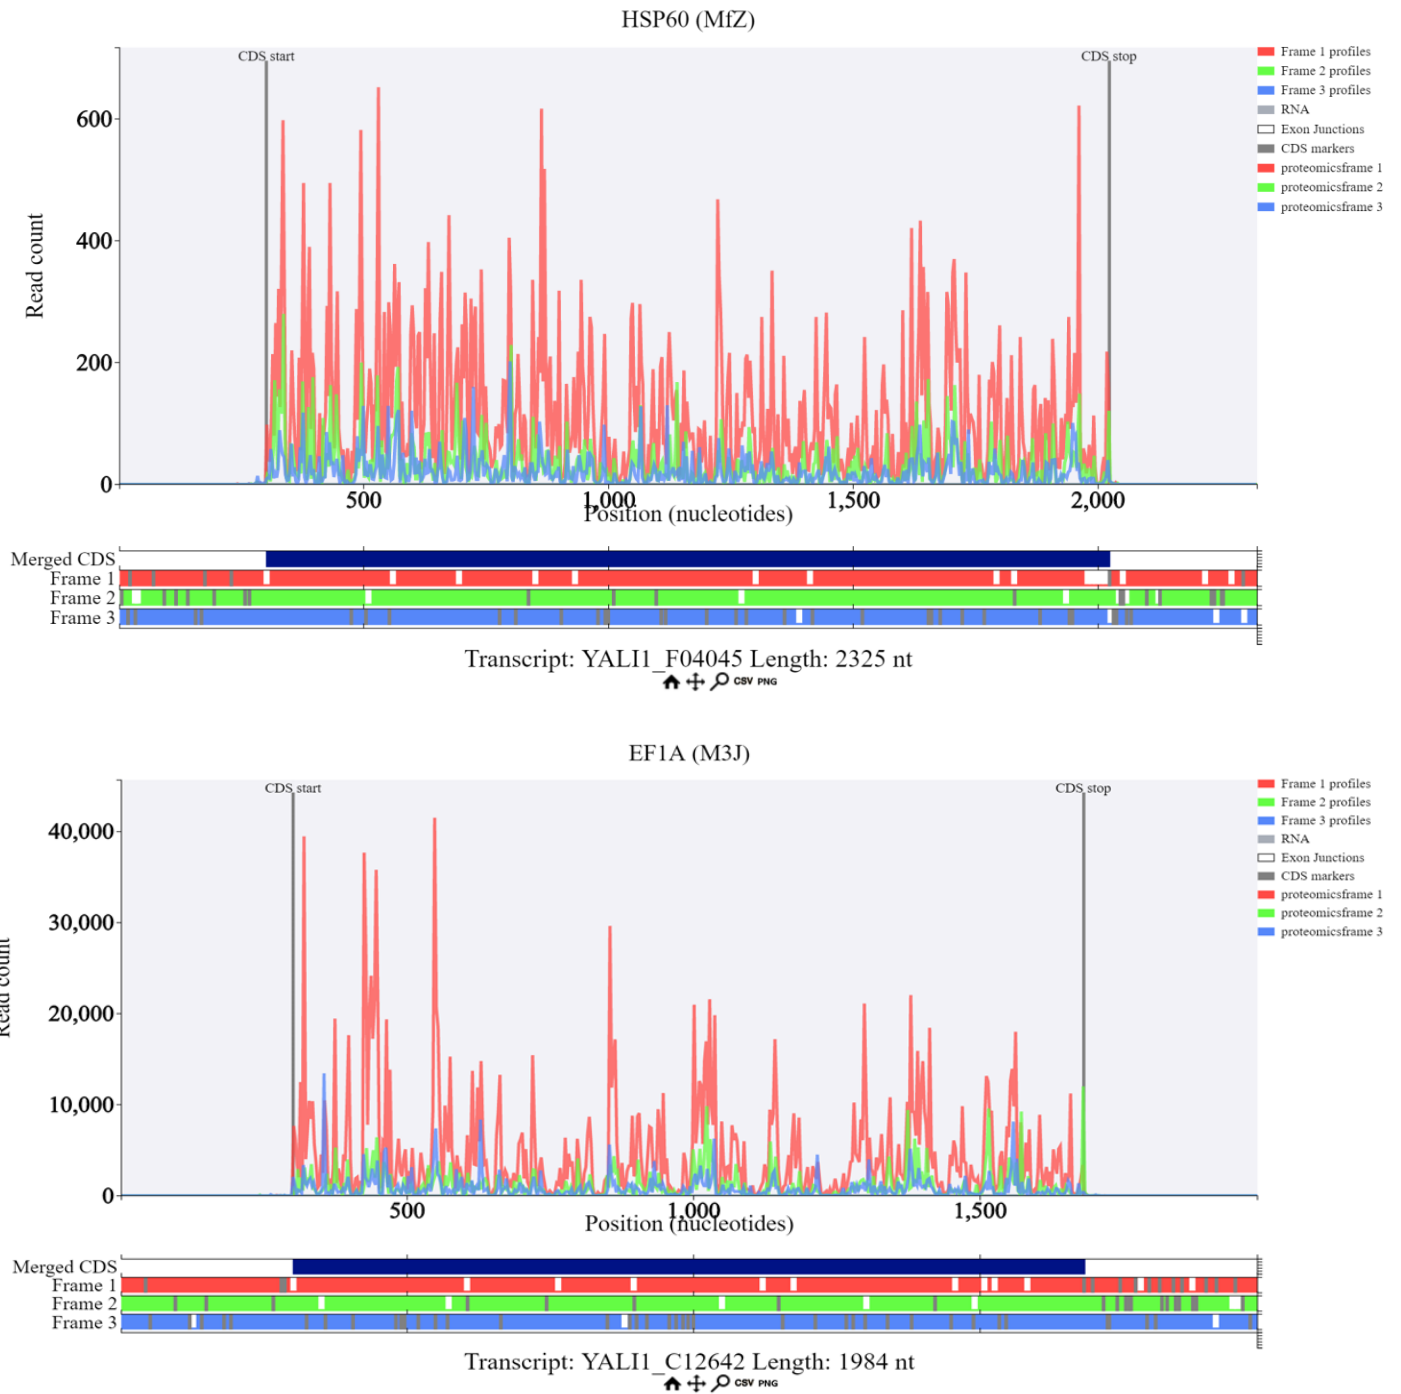 HSP60 (MfZ)
CDS start
CDS stop
Frame 1 profiles
Frame 2 profiles
Frame 3 profiles
RNA
Exon Junctions
CDS markers
proteomicsframe 1
proteomicsframe 2
proteomicsframe 3
Read count
600
400
200
0
500
1,000
1,500
2,000
Position (nucleotides)
Merged CDS
Frame 1
Frame 2
Frame 3
Transcript: YALI1_F04045 Length: 2325 nt
CSV PNG
EF1A (M3J)
CDS start
CDS stop
Frame 1 profiles
Frame 2 profiles
Frame 3 profiles
RNA
Exon Junctions
CDS markers
proteomicsframe 1
proteomicsframe 2
proteomicsframe 3
Read count
40,000
30,000
20,000
10,000
0
500
1,000
1,500
Position (nucleotides)
Merged CDS
Frame 1
Frame 2
Frame 3
Transcript: YALI1_C12642 Length: 1984 nt
CSV PNG